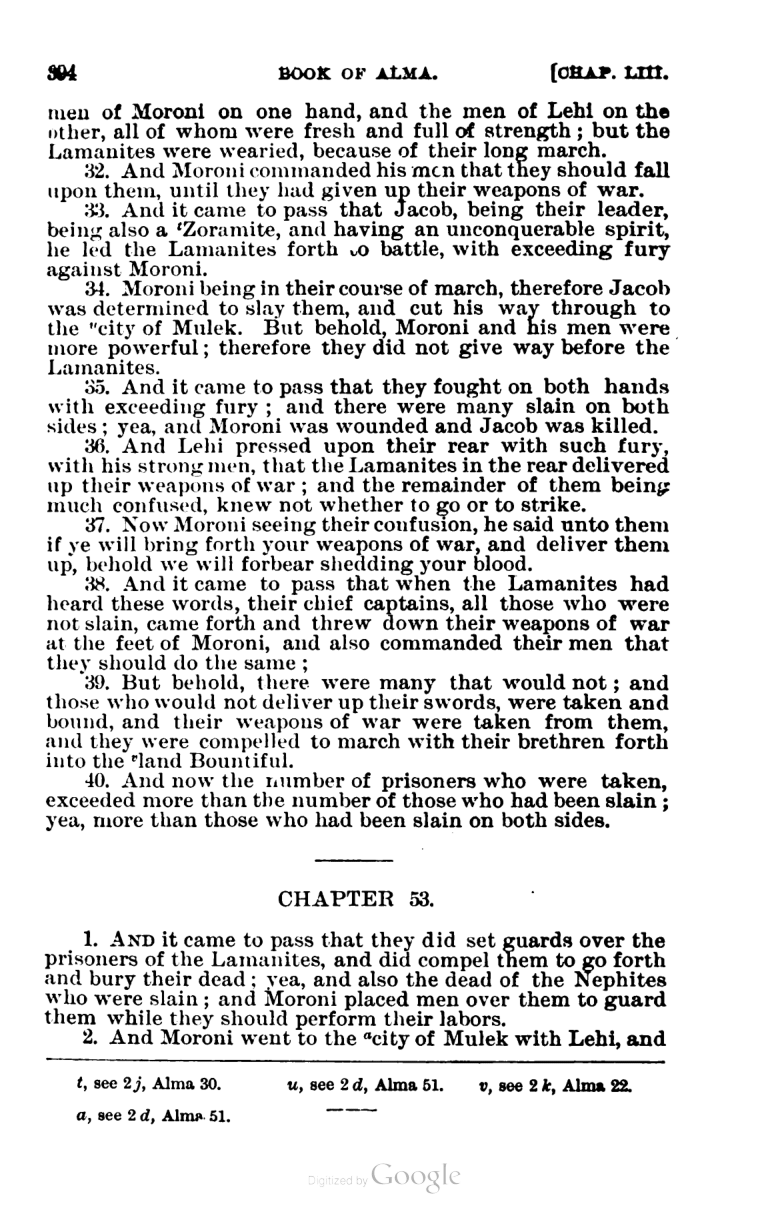 394 BOOK OF ALMA. [CHAP. LIII.
men of Moroni on one hand, and the men of Lehi on the
other, all of whom were fresh and full of strength; but the
Lamanites were wearied, because of their long march.
32. And Moroni commanded his men that they should fall
upon them, until they had given up their weapons of war.
33. And it came to pass that Jacob, being their leader,
being also a ᵗZoramite, and having an unconquerable spirit,
he led the Lamanites forth to battle, with exceeding fury
against Moroni.
34. Moroni being in their course of march, therefore Jacob
was determined to slay them, and cut his way through to
the ᵘcity of Mulek. But behold, Moroni and his men were
more powerful; therefore they did not give way before the
Lamanites.
35. And it came to pass that they fought on both hands
with exceeding fury; and there were many slain on both
sides; yea, and Moroni was wounded and Jacob was killed.
36. And Lehi pressed upon their rear with such fury,
with his strong men, that the Lamanites in the rear delivered
up their weapons of war; and the remainder of them being
much confused, knew not whether to go or to strike.
37. Now Moroni seeing their confusion, he said unto them
if ye will bring forth your weapons of war, and deliver them
up, behold we will forbear shedding your blood.
38. And it came to pass that when the Lamanites had
heard these words, their chief captains, all those who were
not slain, came forth and threw down their weapons of war
at the feet of Moroni, and also commanded their men that
they should do the same;
39. But behold, there were many that would not; and
those who would not deliver up their swords, were taken and
bound, and their weapons of war were taken from them,
and they were compelled to march with their brethren forth
into the ᵛland Bountiful.
40. And now the number of prisoners who were taken,
exceeded more than the number of those who had been slain;
yea, more than those who had been slain on both sides.
CHAPTER 53.
1. AND it came to pass that they did set guards over the
prisoners of the Lamanites, and did compel them to go forth
and bury their dead; yea, and also the dead of the Nephites
who were slain; and Moroni placed men over them to guard
them while they should perform their labors.
2. And Moroni went to the ᵃcity of Mulek with Lehi, and
t, see 2 j, Alma 30. u, see 2 d, Alma 51. v, see 2 k, Alma 22.
a, see 2 d, Alma 51.
Digitized by Google